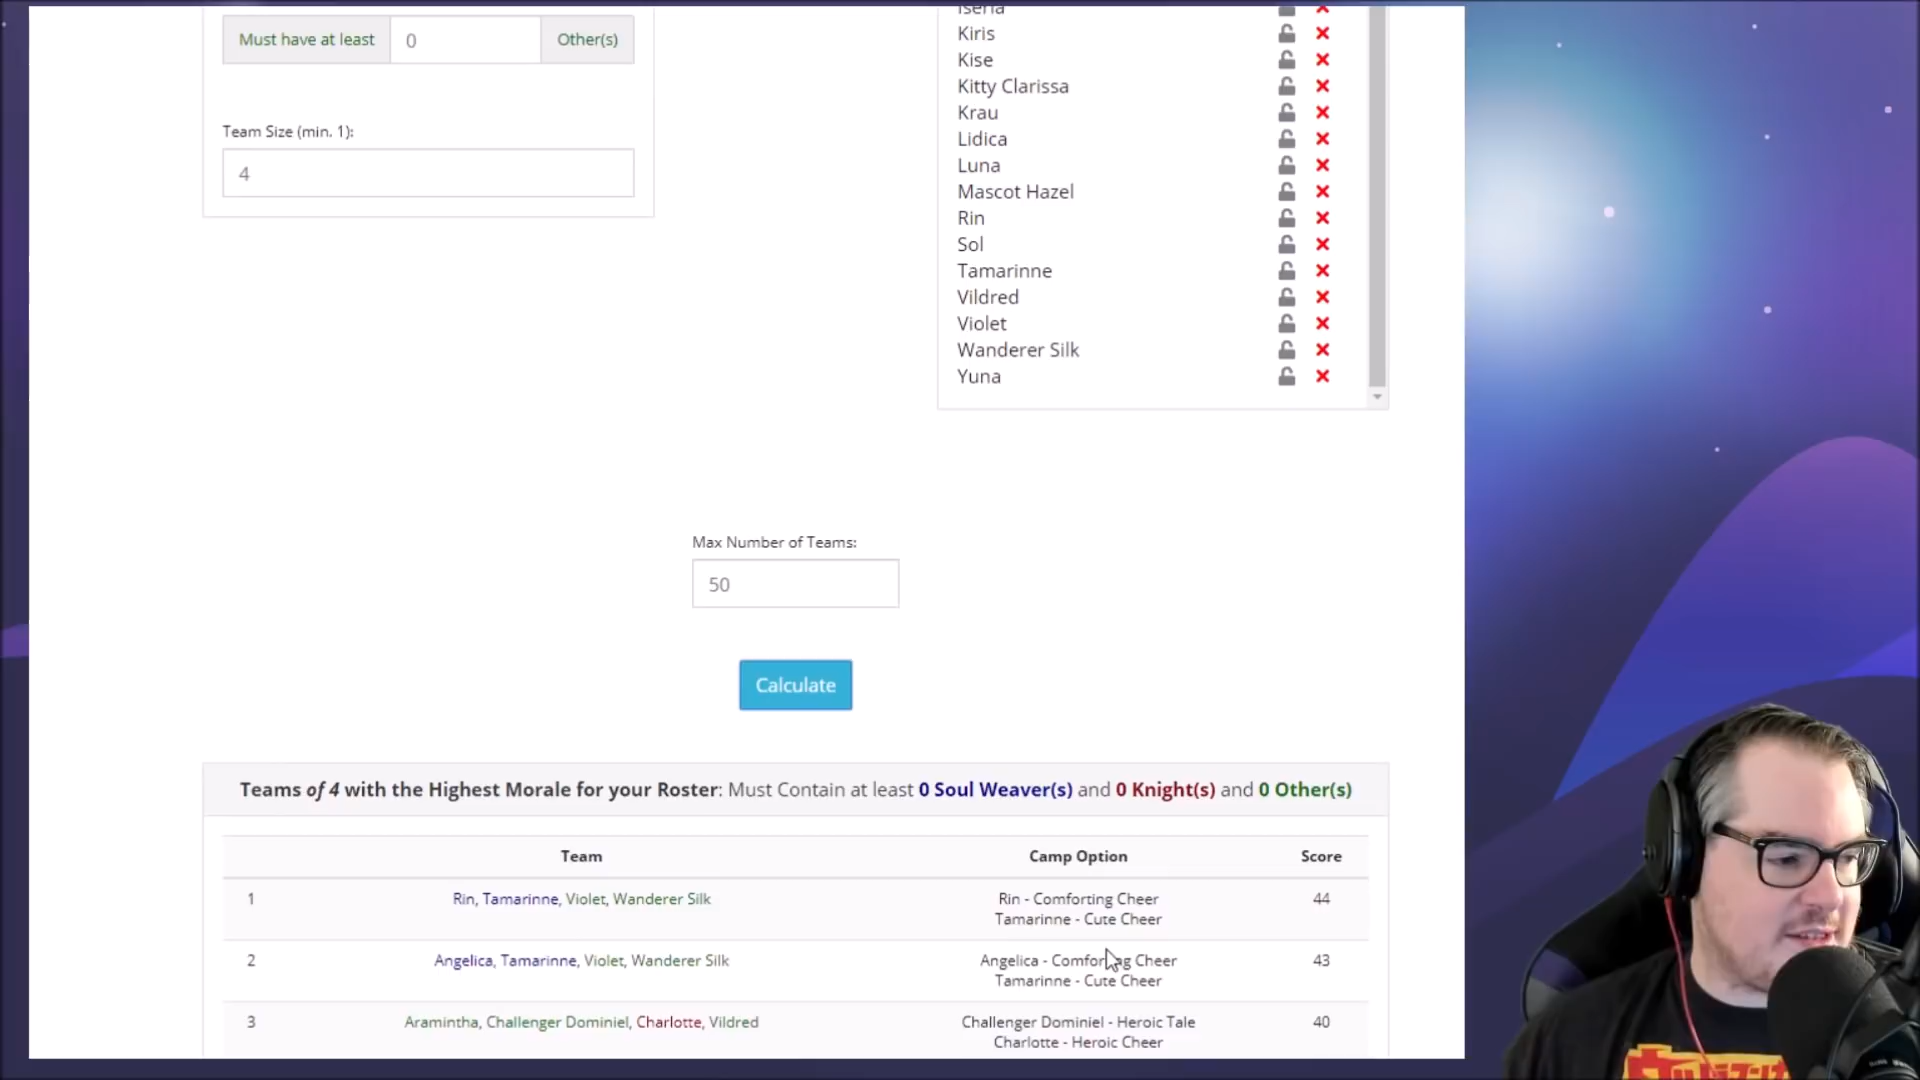 Iseria
Must have at least 0 Other(s)
Kiris
Kise
Kitty Clarissa
Krau
Team Size (min. 1):
Lidica
4
Luna
Mascot Hazel
Rin
Sol
Tamarinne
Vildred
Violet
Wanderer Silk
Yuna
Max Number of Teams:
50
Calculate
Teams of 4 with the Highest Morale for your Roster: Must Contain at least 0 Soul Weaver(s) and 0 Knight(s) and 0 Other(s)
Team Camp Option Score
1 Rin, Tamarinne, Violet, Wanderer Silk Rin - Comforting Cheer 44
Tamarinne - Cute Cheer
2 Angelica, Tamarinne, Violet, Wanderer Silk Angelica - Comforting Cheer 43
Tamarinne - Cute Cheer
3 Aramintha, Challenger Dominiel, Charlotte, Vildred Challenger Dominiel - Heroic Tale 40
Charlotte - Heroic Cheer